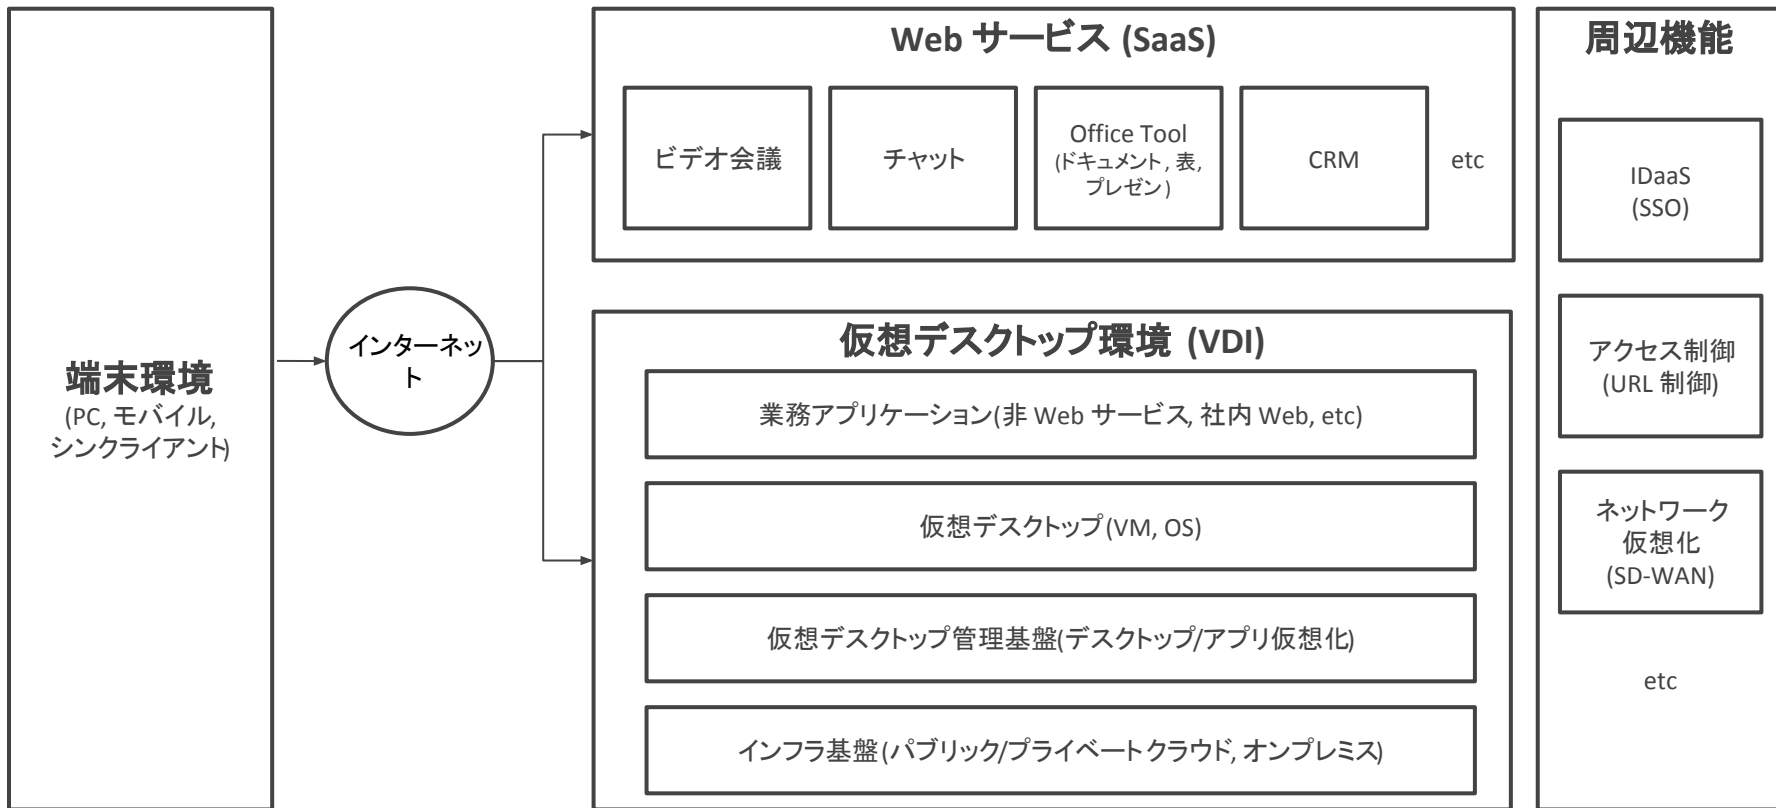 端末環境
(PC, モバイル,
シンクライアント)
インターネッ
ト
Web サービス (SaaS)
ビデオ会議
チャット
Office Tool
(ドキュメント, 表,
プレゼン)
CRM
etc
仮想デスクトップ環境 (VDI)
業務アプリケーション(非 Web サービス, 社内 Web, etc)
仮想デスクトップ(VM, OS)
仮想デスクトップ管理基盤(デスクトップ/アプリ仮想化)
インフラ基盤(パブリック/プライベートクラウド, オンプレミス)
周辺機能
IDaaS
(SSO)
アクセス制御
(URL 制御)
ネットワーク
仮想化
(SD-WAN)
etc